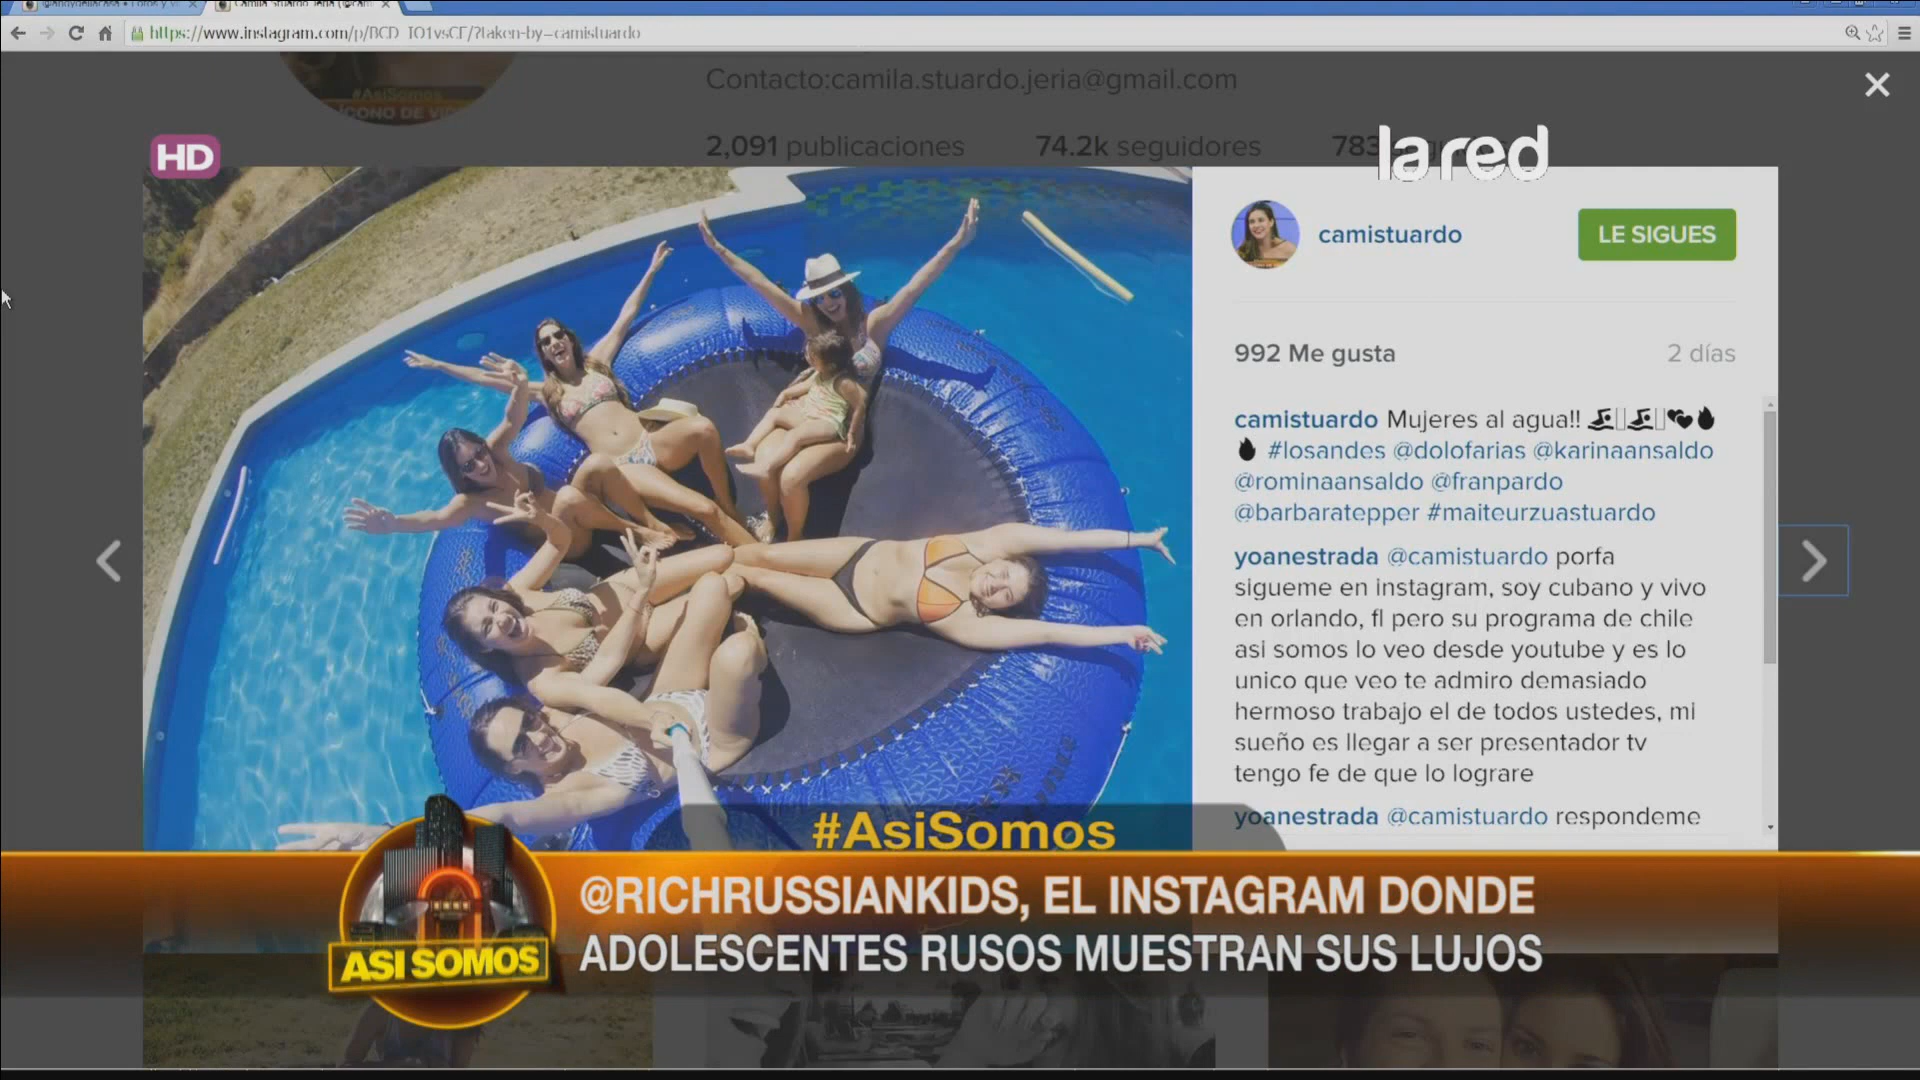 https://www.instagram.com/p/BCD_IO1vsCF/?taken-by=camistuardo
#AsiSomos
ICONO DE
Contacto:camila.stuardo.jeria@gmail.com
2,091 publicaciones 74.2k seguidores 783
HD
la red
camistuardo
LE SIGUES
992 Me gusta
2 días
camistuardo Mujeres al agua!!
#losandes @dolofarias @karinaansaldo
@rominaansaldo @franpardo
@barbaratepper #maiteurzuastuardo
yoanestrada @camistuardo porfa
sigueme en instagram, soy cubano y vivo
en orlando, fl pero su programa de chile
asi somos lo veo desde youtube y es lo
unico que veo te admiro demasiado
hermoso trabajo el de todos ustedes, mi
sueño es llegar a ser presentador tv
tengo fe de que lo lograre
yoanestrada @camistuardo respondeme
#AsiSomos
@RICHRUSSIANKIDS, EL INSTAGRAM DONDE
ADOLESCENTES RUSOS MUESTRAN SUS LUJOS
ASI SOMOS